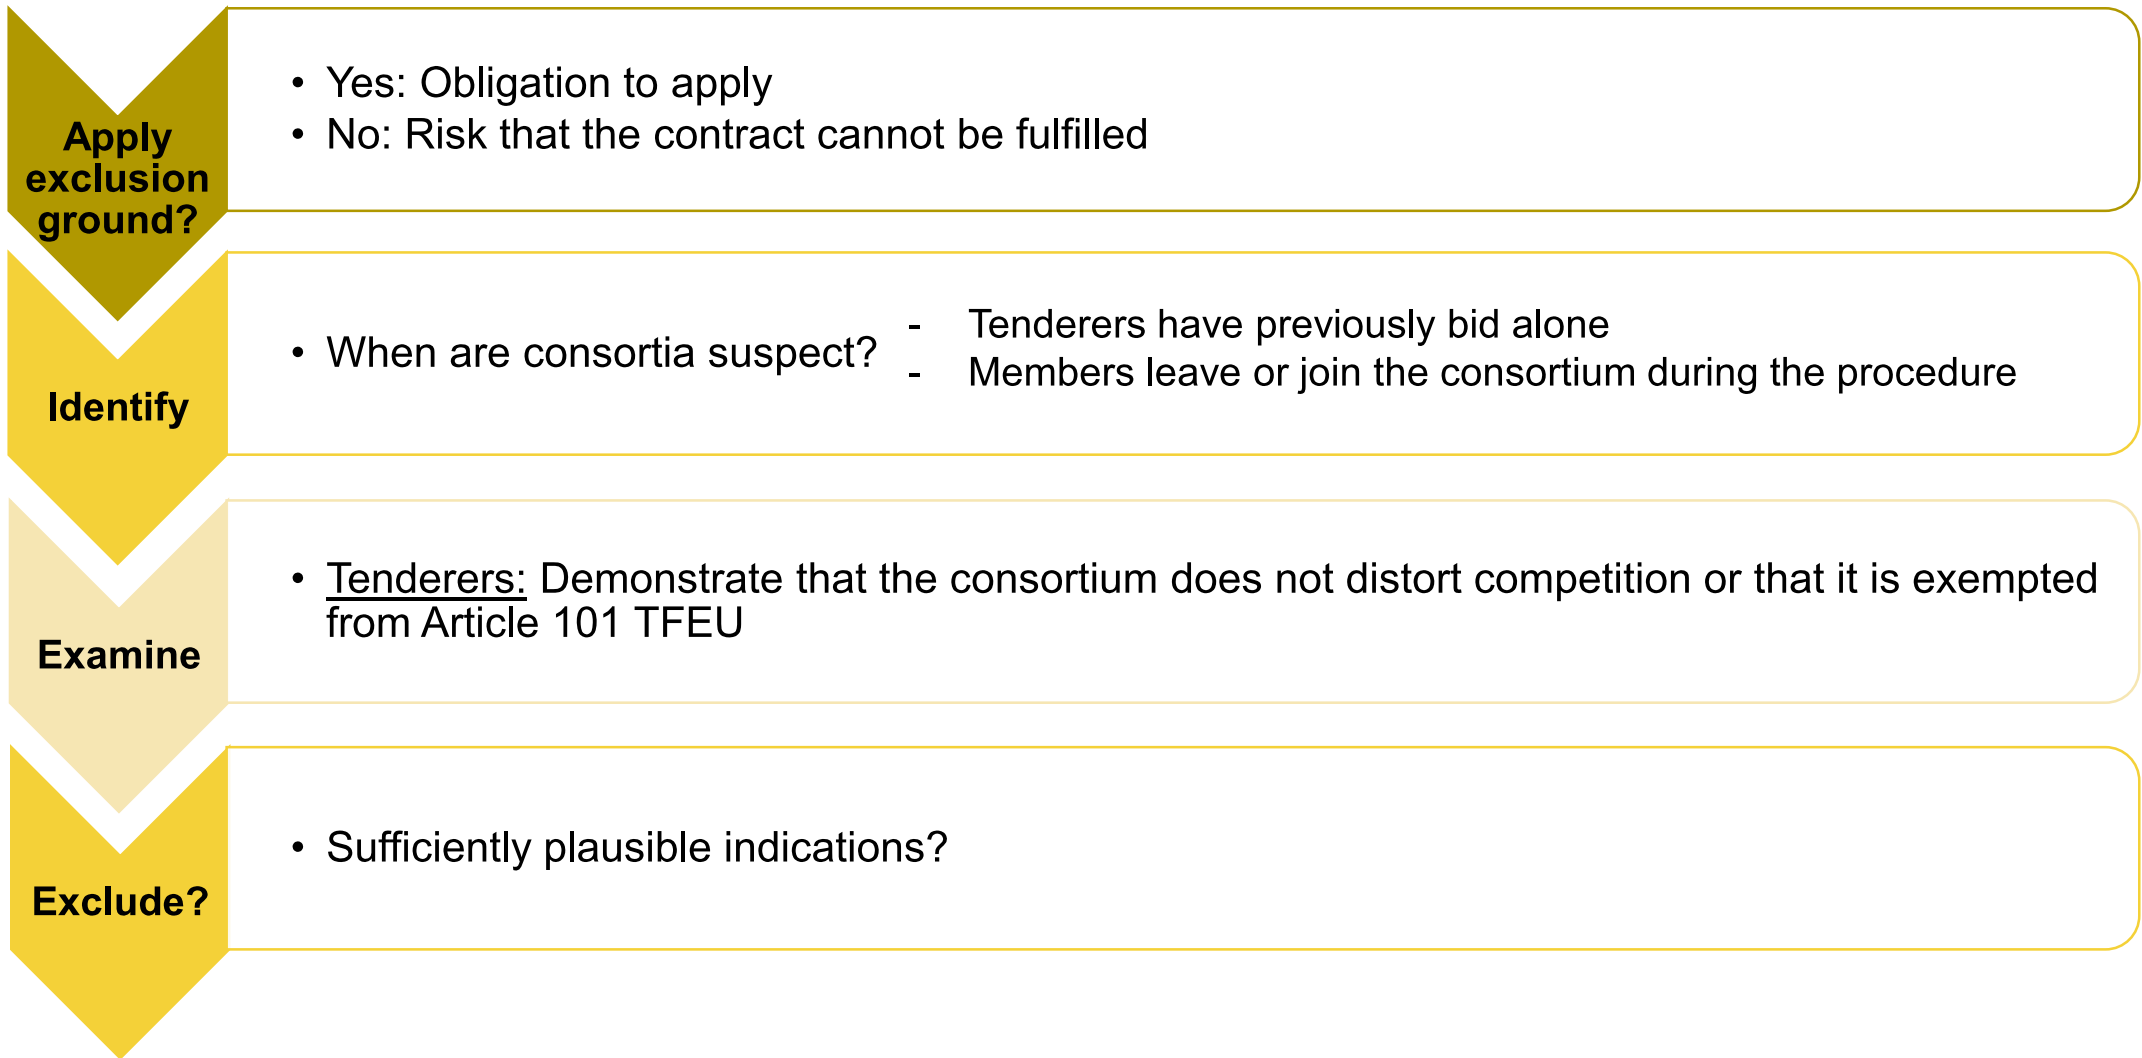 Apply
exclusion
ground?
• Yes: Obligation to apply
• No: Risk that the contract cannot be fulfilled
Identify
• When are consortia suspect?
- Tenderers have previously bid alone
- Members leave or join the consortium during the procedure
Examine
• Tenderers: Demonstrate that the consortium does not distort competition or that it is exempted
from Article 101 TFEU
Exclude?
• Sufficiently plausible indications?